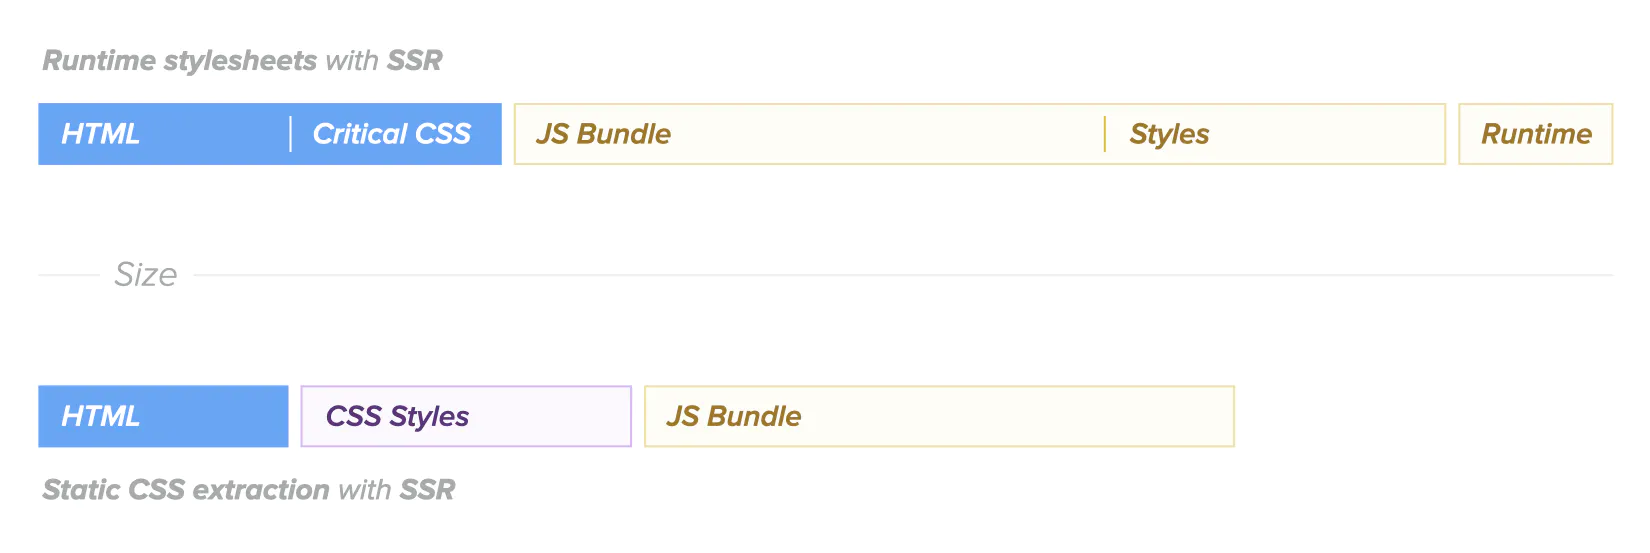 Runtime stylesheets with SSR
HTML Critical CSS JS Bundle Styles Runtime
Size
HTML CSS Styles JS Bundle
Static CSS extraction with SSR